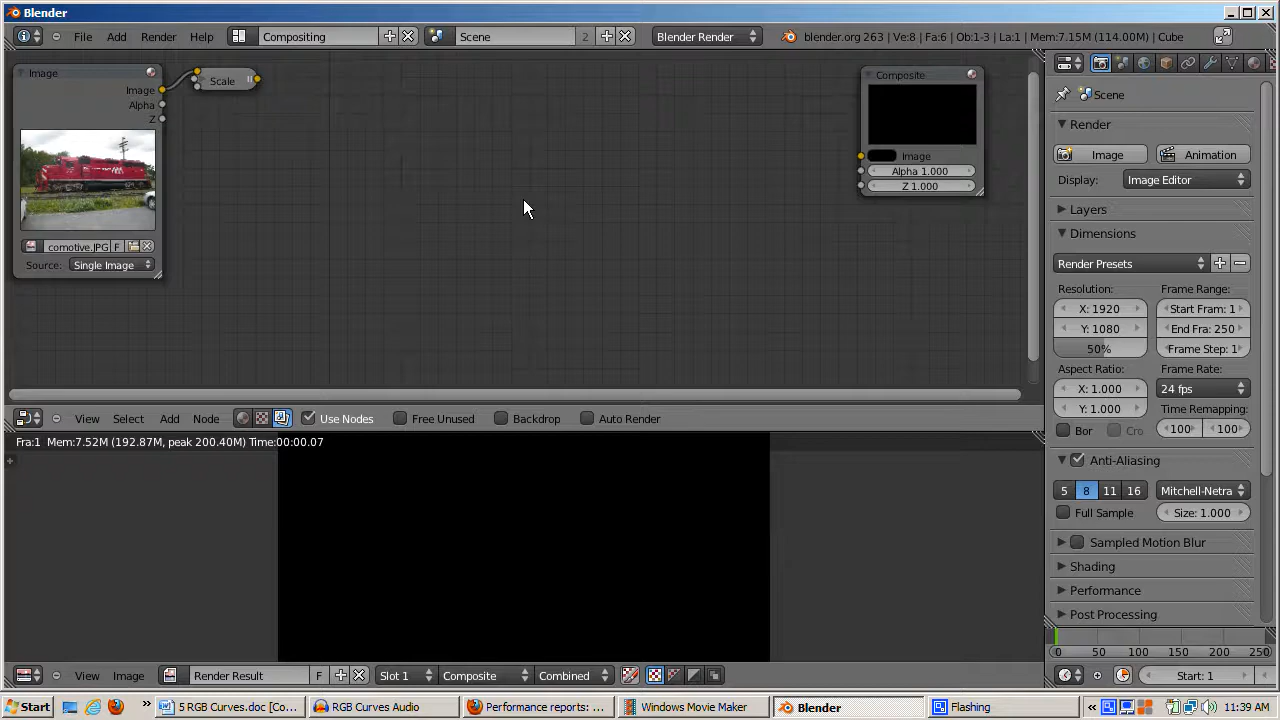 Blender
File Add Render Help Compositing Scene 2 Blender Render blender.org 263 | Ve:8 | Fa:6 | Ob:1-1 | La:1 | Mem:7.15M (114.00M) | Cube
Image
Image
Alpha
Z
comotive.JPG F
Source: Single Image
Scale
Composite
Image
Alpha 1.000
Z 1.000
Scene
Render
Image Animation
Display: Image Editor
Layers
Dimensions
Render Presets
Resolution: Frame Range:
X: 1920 Start Fram: 1
Y: 1080 End Fra: 250
50% Frame Step: 1
Aspect Ratio: Frame Rate:
X: 1.000 24 fps
Y: 1.000 Time Remapping:
Bor Cro 100 100
Anti-Aliasing
5 8 11 16 Mitchell-Netra
Full Sample Size: 1.000
Sampled Motion Blur
Shading
Performance
Post Processing
View Select Add Node Use Nodes Free Unused Backdrop Auto Render
Fra:1 Mem:7.52M (192.87M, peak 200.40M) Time:00:00.07
View Image Render Result F Slot 1 Composite Combined
0 50 100 150 200 250
Start: 1
Start 5 RGB Curves.doc [Co... RGB Curves Audio Performance reports: ... Windows Movie Maker Blender Flashing 11:39 AM